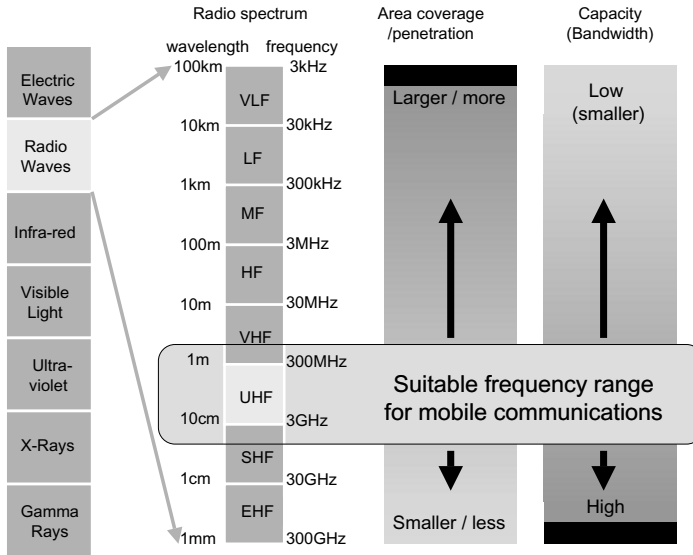 Radio spectrum
Area coverage
/penetration
Capacity
(Bandwidth)
wavelength frequency
Electric
Waves
Radio
Waves
Infra-red
Visible
Light
Ultra-
violet
X-Rays
Gamma
Rays
100km 3kHz
VLF
10km 30kHz
LF
1km 300kHz
MF
100m 3MHz
HF
10m 30MHz
VHF
1m 300MHz
UHF
10cm 3GHz
SHF
1cm 30GHz
EHF
1mm 300GHz
Larger / more
Smaller / less
Low
(smaller)
High
Suitable frequency range
for mobile communications